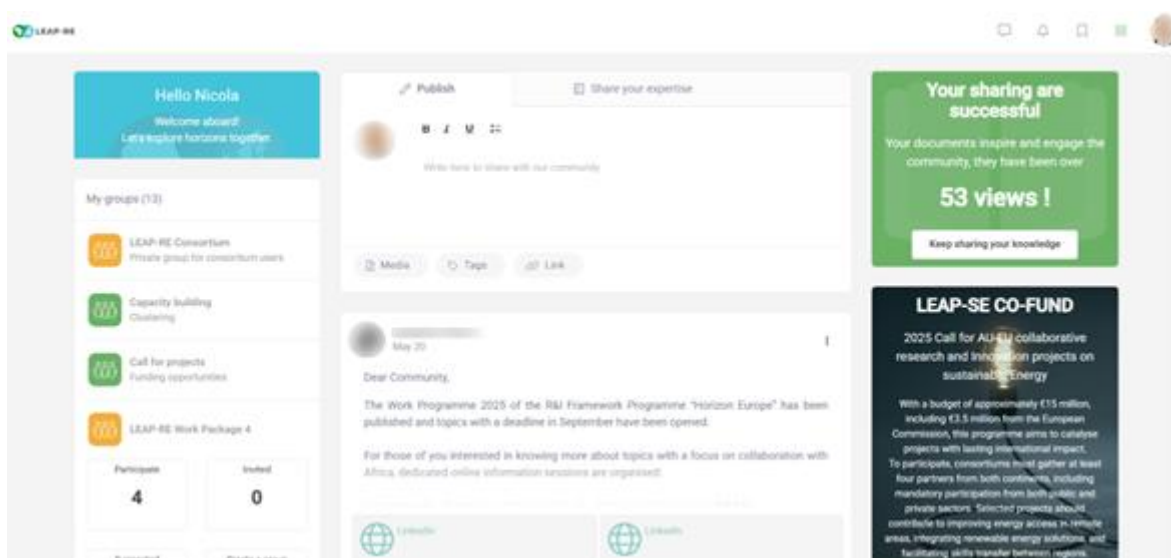 LEAP-RE
Hello Nicola
Welcome aboard!
Let's explore horizons together.
My groups (13)
LEAP-RE Consortium
Private group for consortium users
Capacity building
Clustering
Call for projects
Funding opportunities
LEAP-RE Work Package 4
Participate
Invited
4
0
Publish
Share your expertise
B I U
Write here to share with our community
Media
Tags
Link
May 20
Dear Community,
The Work Programme 2025 of the R&I Framework Programme "Horizon Europe" has been
published and topics with a deadline in September have been opened.
For those of you interested in knowing more about topics with a focus on collaboration with
Africa, dedicated online information sessions are organised!
LinkedIn
LinkedIn
Your sharing are
successful
Your documents inspire and engage the
community, they have been over
53 views !
Keep sharing your knowledge
LEAP-SE CO-FUND
2025 Call for AU-EU collaborative
research and Innovation projects on
sustainable Energy
With a budget of approximately €15 million,
including €3.5 million from the European
Commission, this programme aims to catalyse
projects with lasting international impact.
To participate, consortiums must gather at least
four partners from both continents, including
mandatory participation from both public and
private sectors. Selected projects should
contribute to improving energy access in remote
areas, integrating renewable energy solutions, and
facilitating skills transfer between regions